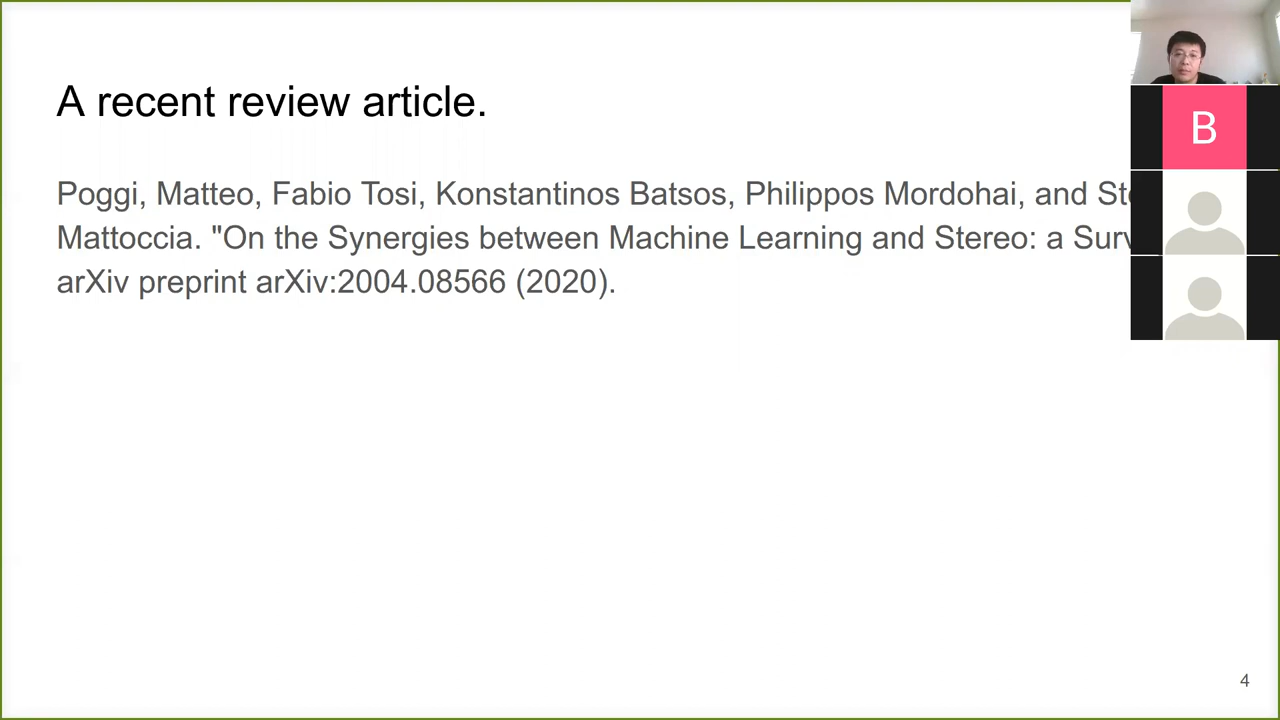 A recent review article.
B
Poggi, Matteo, Fabio Tosi, Konstantinos Batsos, Philippos Mordohai, and
Mattoccia. "On the Synergies between Machine Learning and Stereo: a
arXiv preprint arXiv:2004.08566 (2020).
4